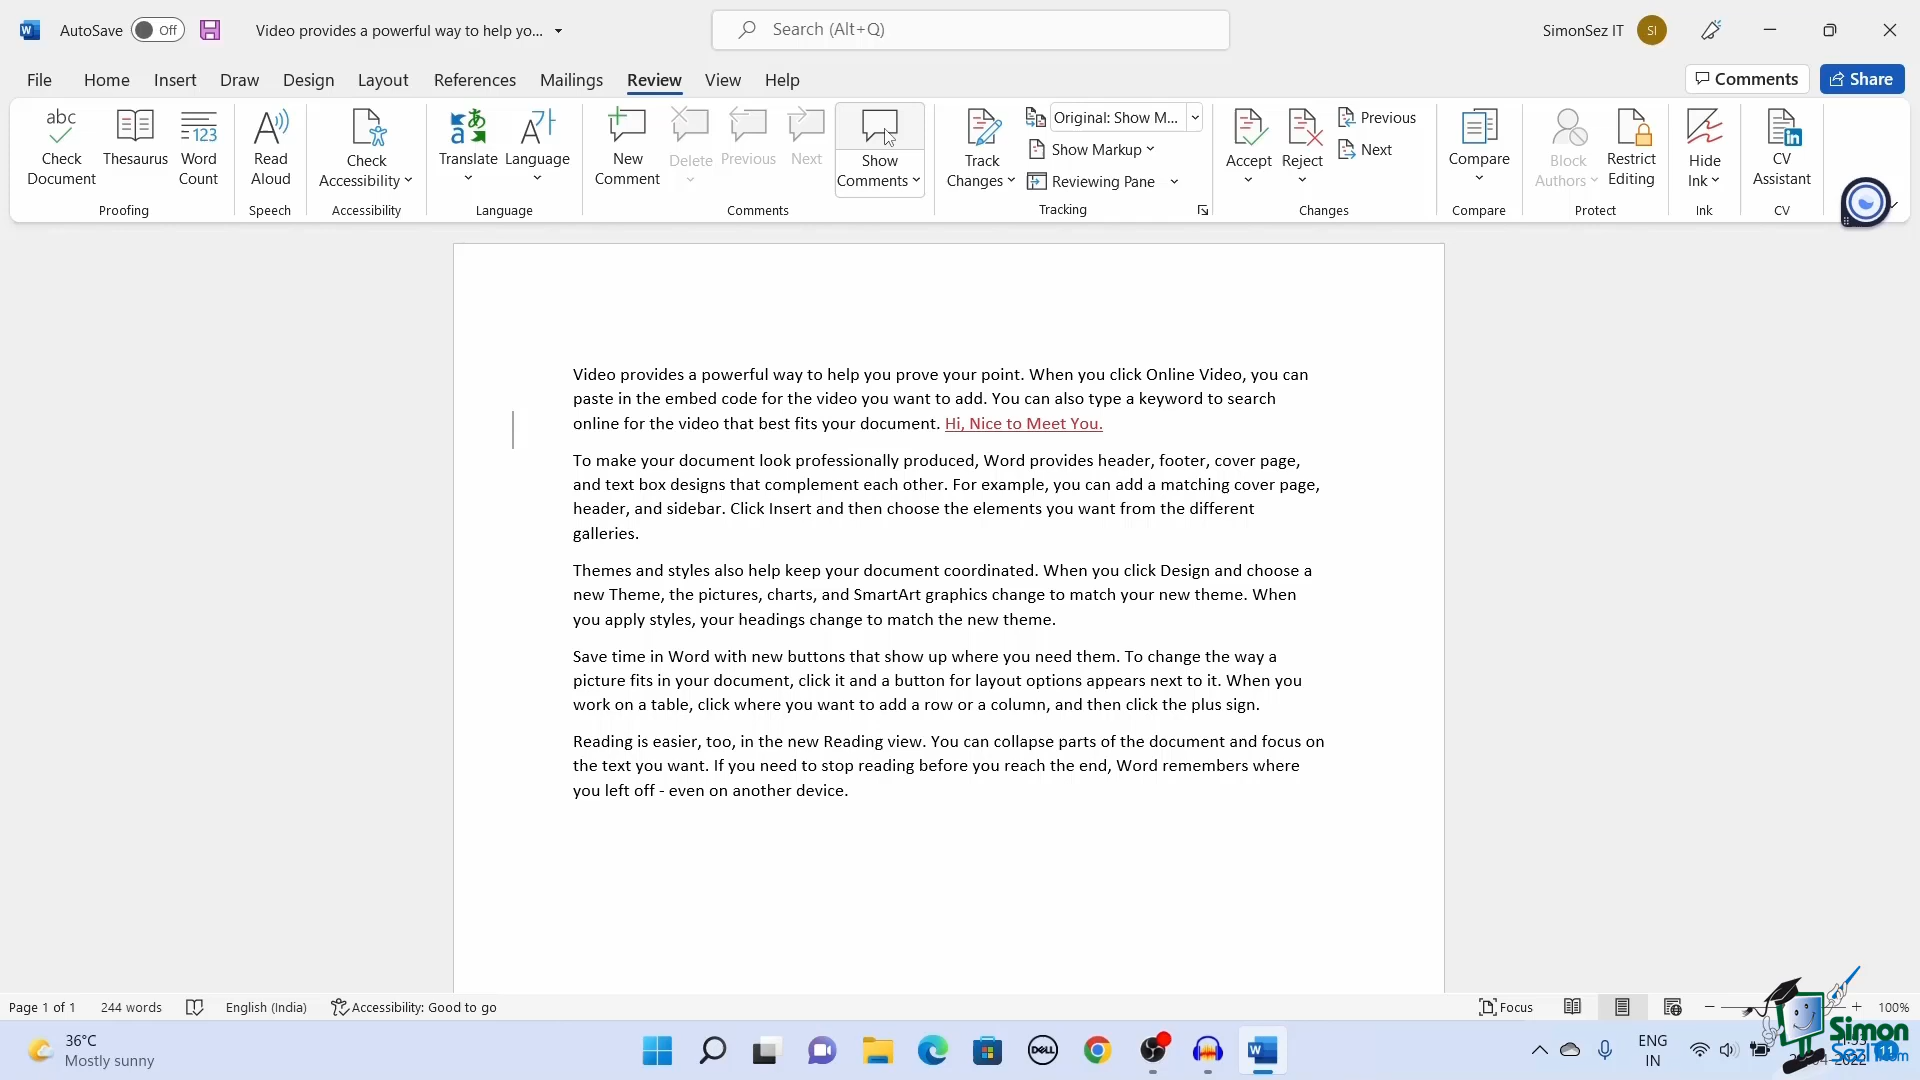 AutoSave Off Video provides a powerful way to help yo... Search (Alt+Q) SimonSez IT SI
File Home Insert Draw Design Layout References Mailings Review View Help Comments Share
abc Check Document
Thesaurus
123 Word Count
Proofing
Read Aloud
Speech
Check Accessibility
Accessibility
Translate
Language
Language
New Comment
Delete
Previous
Next
Show Comments
Comments
Track Changes
Original: Show M...
Show Markup
Reviewing Pane
Tracking
Accept
Reject
Previous
Next
Changes
Compare
Compare
Block Authors
Restrict Editing
Protect
Hide Ink
Ink
CV Assistant
CV
Video provides a powerful way to help you prove your point. When you click Online Video, you can
paste in the embed code for the video you want to add. You can also type a keyword to search
online for the video that best fits your document. Hi, Nice to Meet You.
To make your document look professionally produced, Word provides header, footer, cover page,
and text box designs that complement each other. For example, you can add a matching cover page,
header, and sidebar. Click Insert and then choose the elements you want from the different
galleries.
Themes and styles also help keep your document coordinated. When you click Design and choose a
new Theme, the pictures, charts, and SmartArt graphics change to match your new theme. When
you apply styles, your headings change to match the new theme.
Save time in Word with new buttons that show up where you need them. To change the way a
picture fits in your document, click it and a button for layout options appears next to it. When you
work on a table, click where you want to add a row or a column, and then click the plus sign.
Reading is easier, too, in the new Reading view. You can collapse parts of the document and focus on
the text you want. If you need to stop reading before you reach the end, Word remembers where
you left off - even on another device.
Page 1 of 1 244 words English (India) Accessibility: Good to go Focus 100%
36°C
Mostly sunny
DELL
ENG
IN
Simon